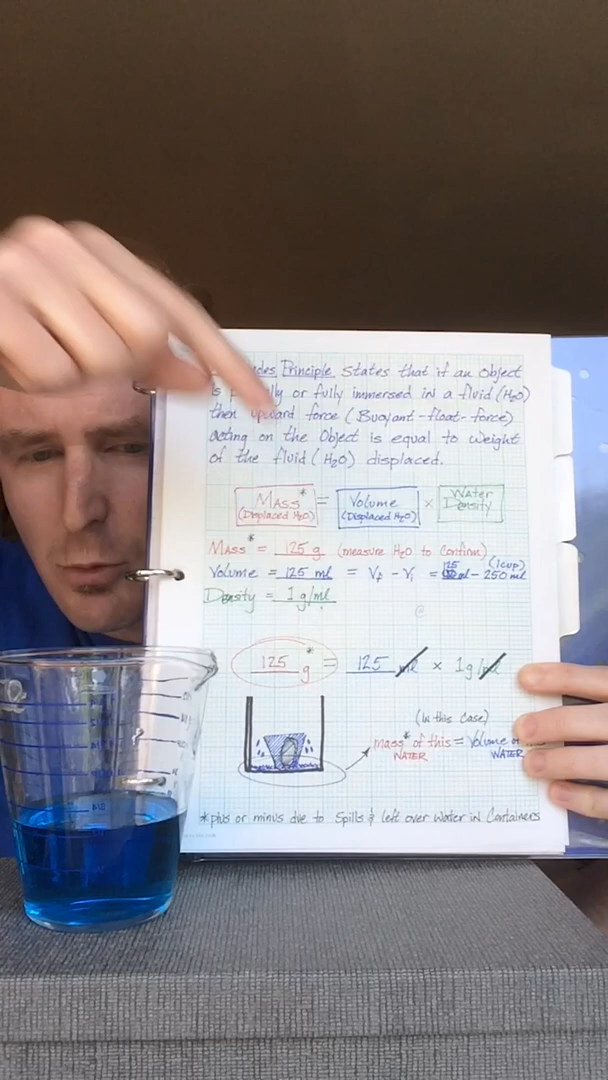 Principle states that if an Object
is or fully immersed in a fluid (H₂O)
then upward force (Buoyant-float-force)
acting on the Object is equal to weight
of the fluid (H₂O) displaced.
MASS* = Volume × Water Density
(Displaced H₂O) (Displaced H₂O)
Mass* = 125 g (measure H₂O to confirm)
Volume = 125 ml = Vf - Vi = - 250 ml (1cup)
Density = 1 g/ml
125 g* = 125 ml × 1g/ml
(in this case)
mass* of this = Volume
WATER WATER
*plus or minus due to Spills & left over water in Containers